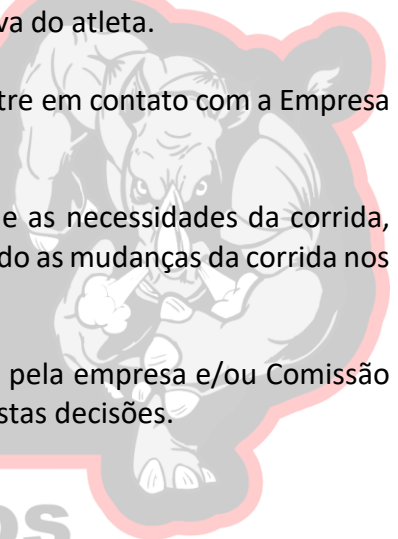 va do atleta.
tre em contato com a Empresa
e as necessidades da corrida,
do as mudanças da corrida nos
pela empresa e/ou Comissão
stas decisões.
os